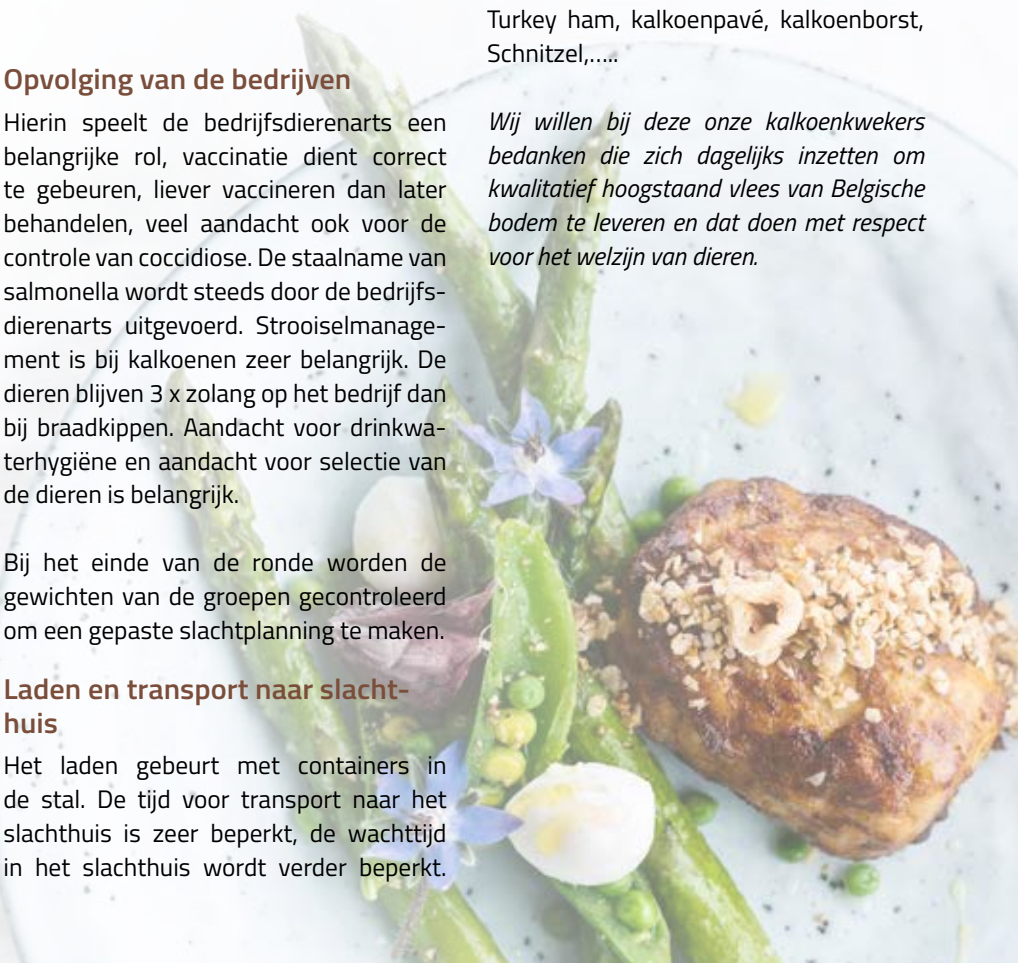 Opvolging van de bedrijven
Hierin speelt de bedrijfsdierenarts een
belangrijke rol, vaccinatie dient correct
te gebeuren, liever vaccineren dan later
behandelen, veel aandacht ook voor de
controle van coccidiose. De staalname van
salmonella wordt steeds door de bedrijfs-
dierenarts uitgevoerd. Strooiselmanage-
ment is bij kalkoenen zeer belangrijk. De
dieren blijven 3 x zolang op het bedrijf dan
bij braadkippen. Aandacht voor drinkwa-
terhygiëne en aandacht voor selectie van
de dieren is belangrijk.
Bij het einde van de ronde worden de
gewichten van de groepen gecontroleerd
om een gepaste slachtplanning te maken.
Laden en transport naar slacht-
huis
Het laden gebeurt met containers in
de stal. De tijd voor transport naar het
slachthuis is zeer beperkt, de wachttijd
in het slachthuis wordt verder beperkt.
Turkey ham, kalkoenpavé, kalkoenborst,
Schnitzel,.....
Wij willen bij deze onze kalkoenkwekers
bedanken die zich dagelijks inzetten om
kwalitatief hoogstaand vlees van Belgische
bodem te leveren en dat doen met respect
voor het welzijn van dieren.